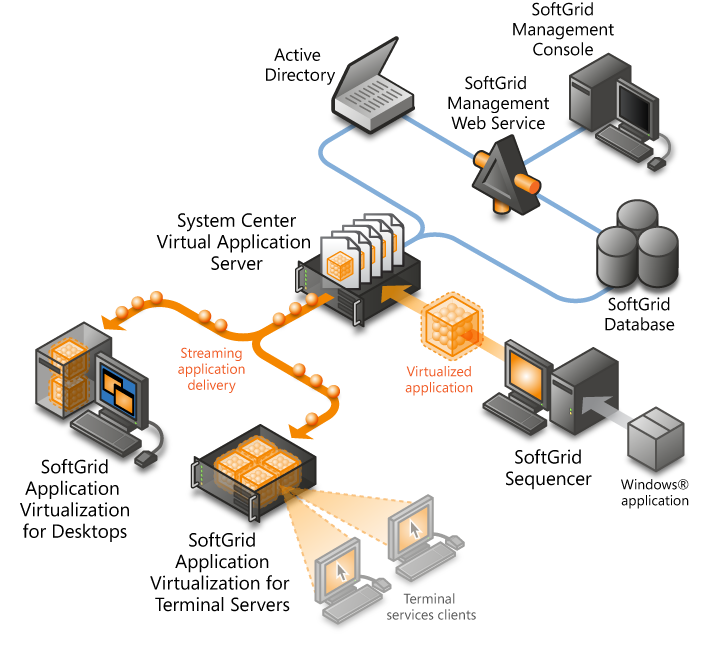 SoftGrid
Management
Console
Active
Directory
SoftGrid
Management
Web Service
System Center
Virtual Application
Server
SoftGrid
Database
Streaming
application
delivery
Virtualized
application
SoftGrid
Sequencer
Windows®
application
SoftGrid
Application
Virtualization
for Desktops
SoftGrid
Application
Virtualization for
Terminal Servers
Terminal
services clients